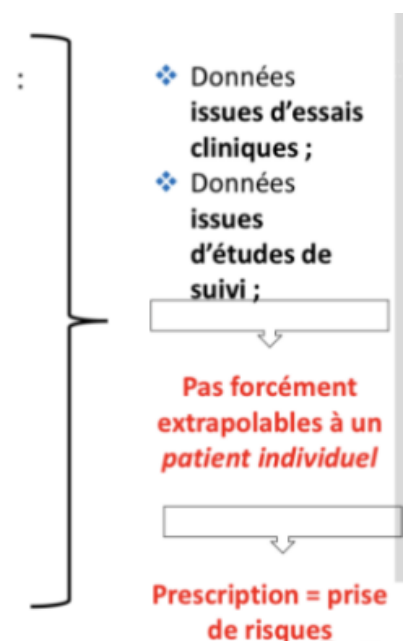 :
❖ Données
issues d'essais
cliniques ;
❖ Données
issues
d'études de
suivi ;
Pas forcément
extrapolables à un
patient individuel
Prescription = prise
de risques